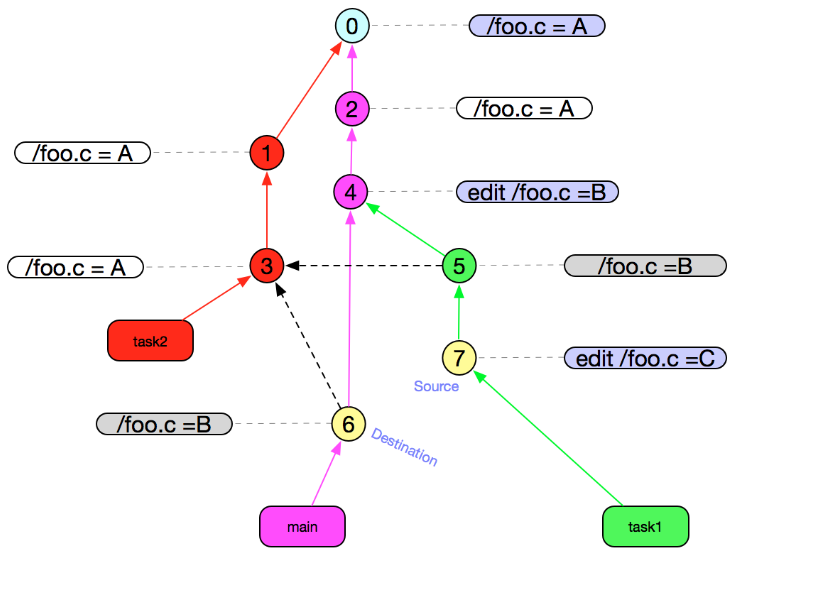 0
/foo.c = A
2
/foo.c = A
/foo.c = A
1
4
edit /foo.c =B
/foo.c = A
3
5
/foo.c =B
task2
7
edit /foo.c =C
Source
/foo.c =B
6
Destination
main
task1